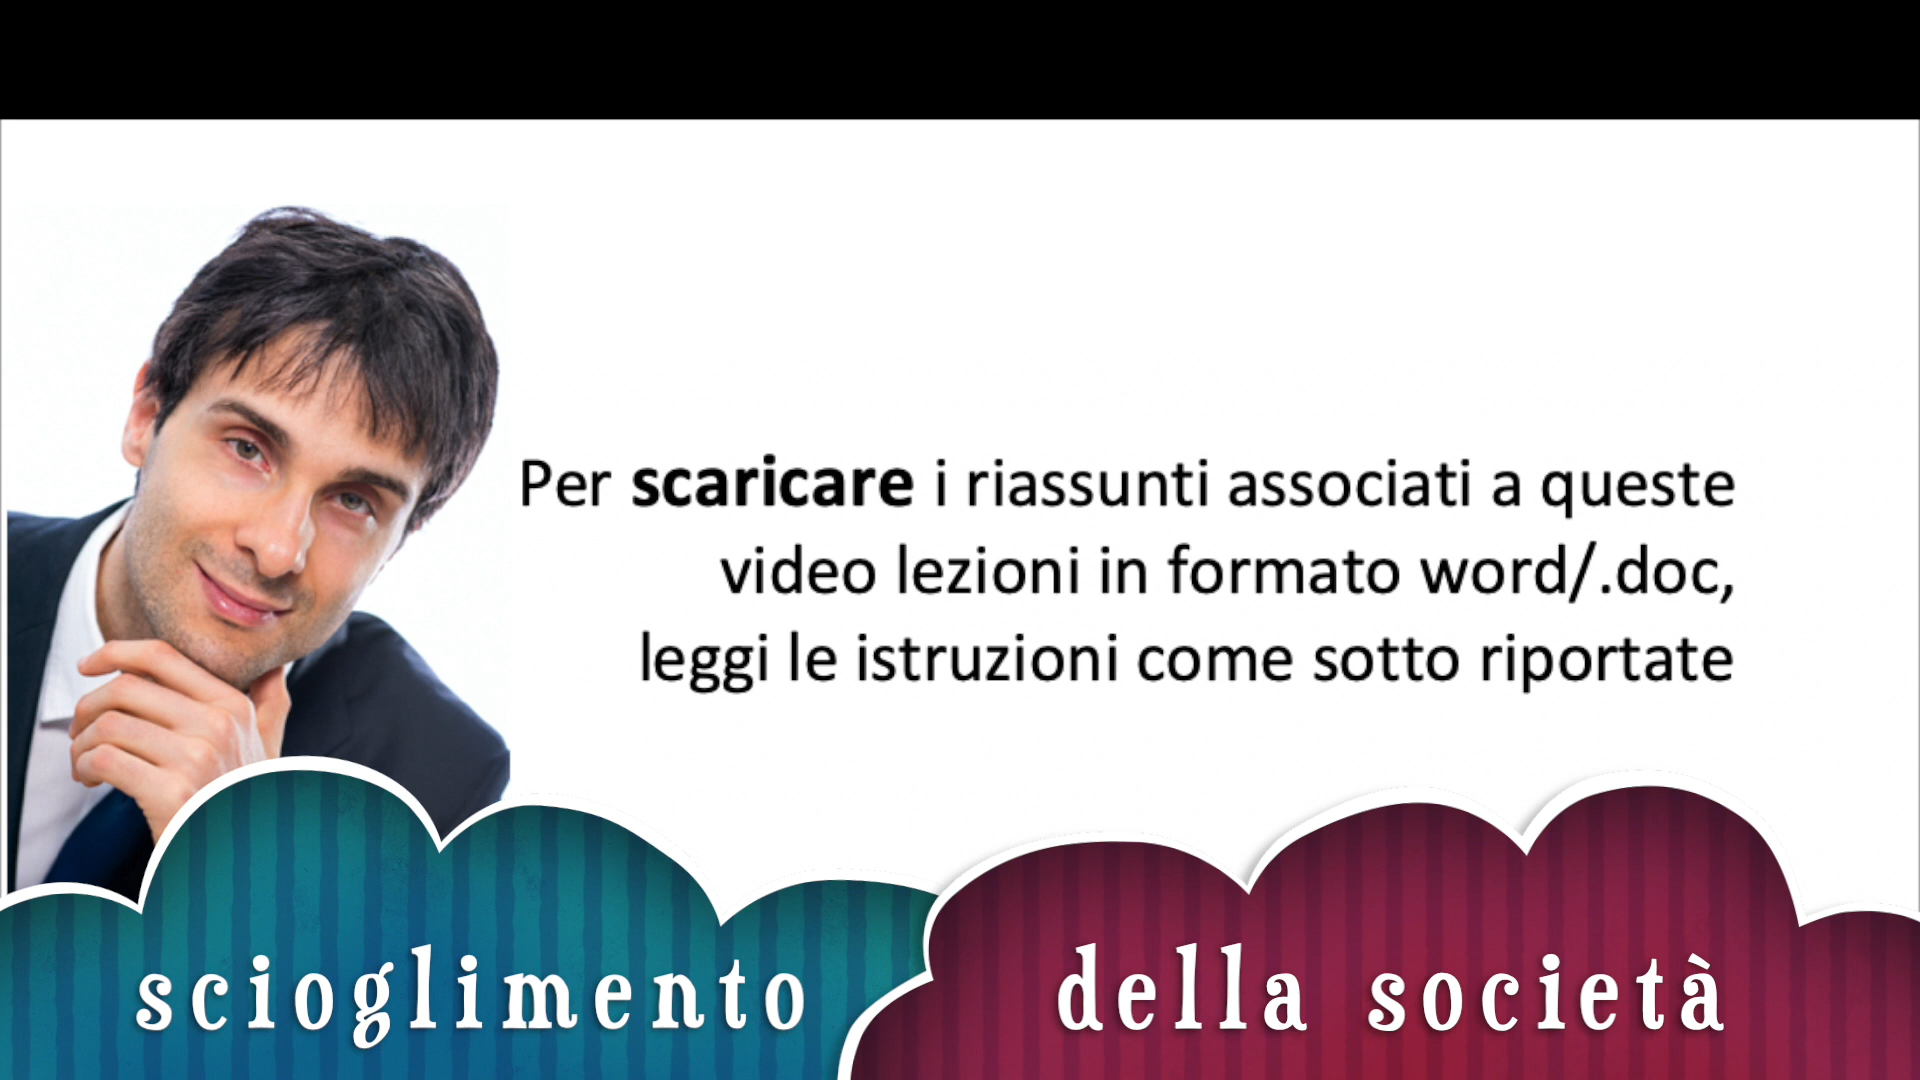 Per scaricare i riassunti associati a queste
video lezioni in formato word/.doc,
leggi le istruzioni come sotto riportate
scioglimento della società